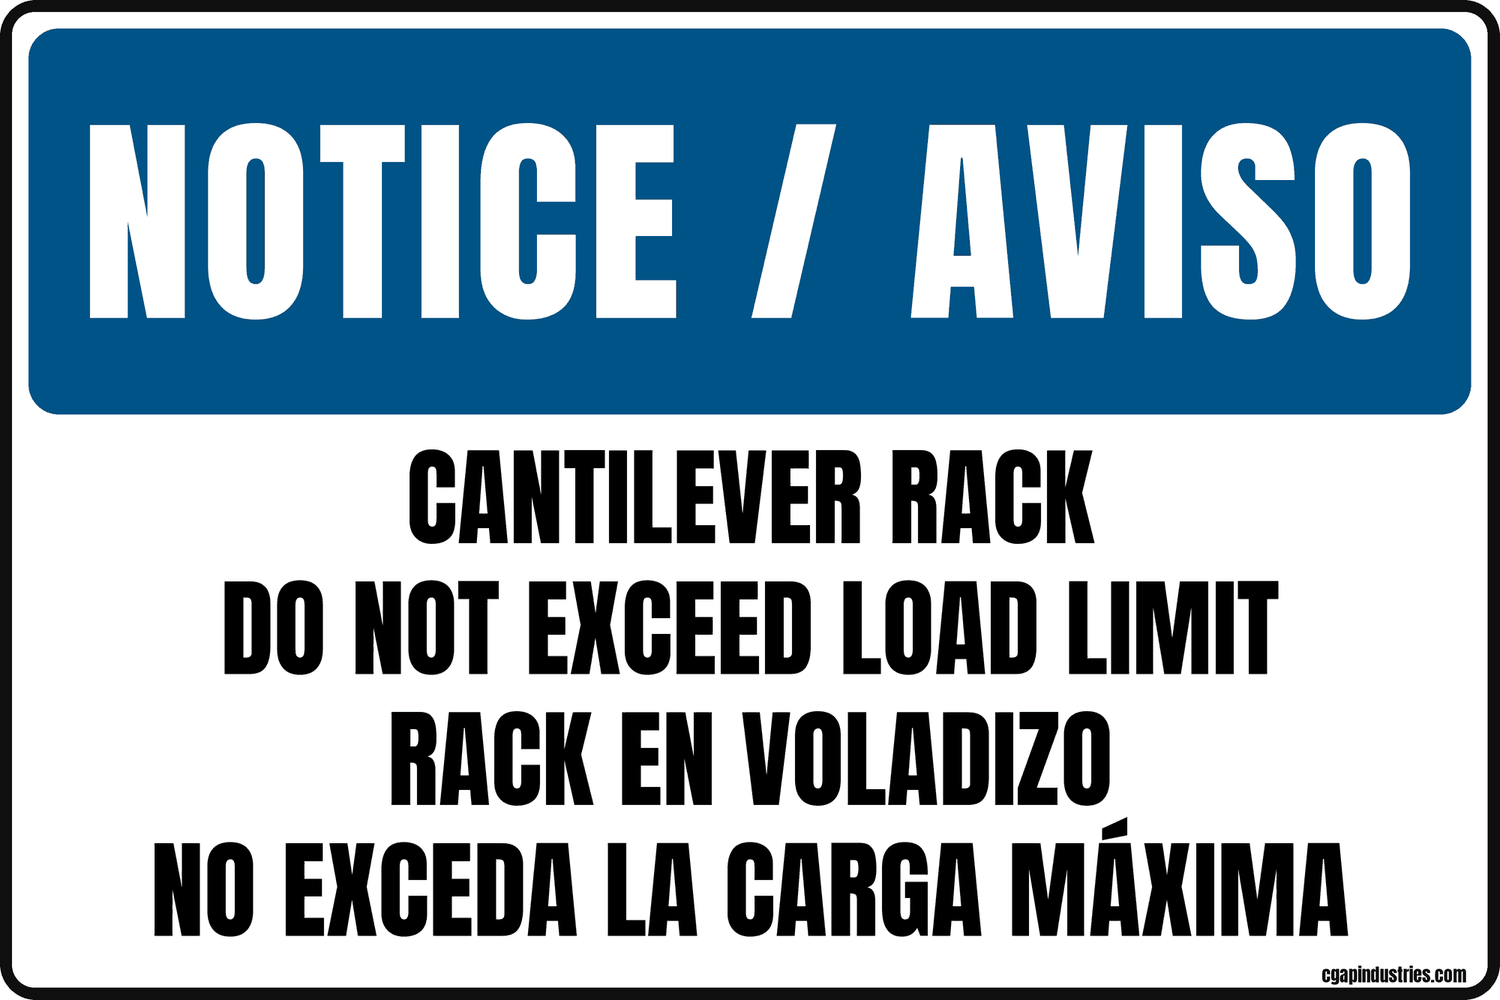 NOTICE / AVISO
CANTILEVER RACK
DO NOT EXCEED LOAD LIMIT
RACK EN VOLADIZO
NO EXCEDA LA CARGA MÁXIMA
cgapindustries.com